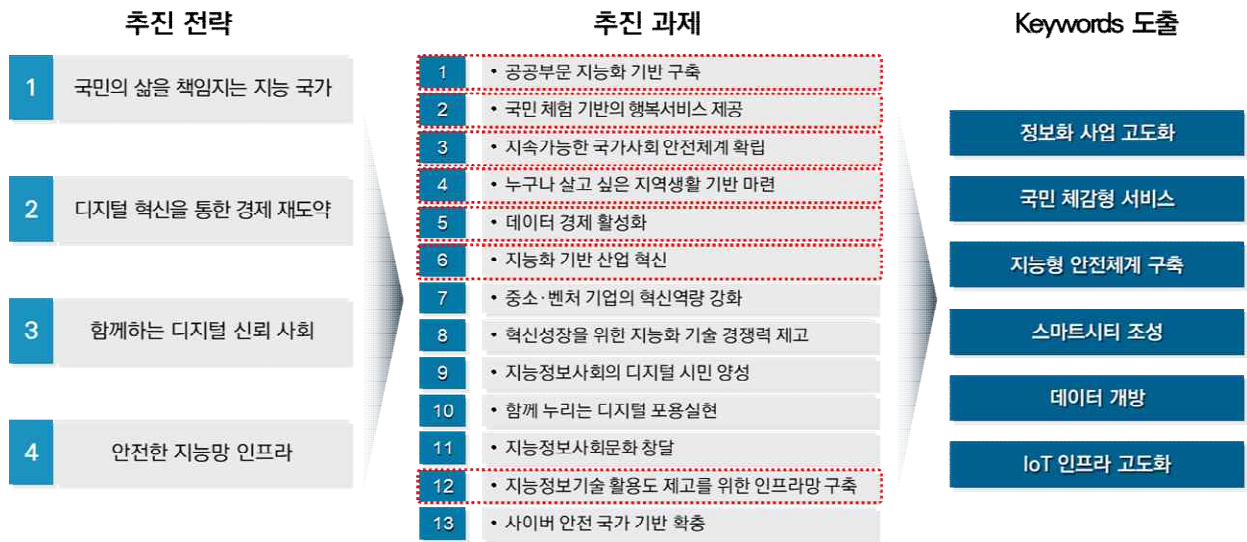 추진 전략
1 국민의 삶을 책임지는 지능 국가
2 디지털 혁신을 통한 경제 재도약
3 함께하는 디지털 신뢰 사회
4 안전한 지능망 인프라
추진 과제
1 • 공공부문 지능화 기반 구축
2 • 국민 체험 기반의 행복서비스 제공
3 • 지속가능한 국가사회 안전체계 확립
4 • 누구나 살고 싶은 지역생활 기반 마련
5 • 데이터 경제 활성화
6 • 지능화 기반 산업 혁신
7 • 중소·벤처 기업의 혁신역량 강화
8 • 혁신성장을 위힌 지능화 기술 경쟁력 제고
9 • 지능정보사회의 디지털 시민 양성
10 • 함께 누리는 디지털 포용실현
11 • 지능정보사회문화 창달
12 • 지능정보기술 활용도 제고를 위한 인프라망 구축
13 • 사이버 안전 국가 기반 확충
Keywords 도출
정보화 사업 고도화
국민 체감형 서비스
지능형 안전체계 구축
스마트시티 조성
데이터 개방
IoT 인프라 고도화